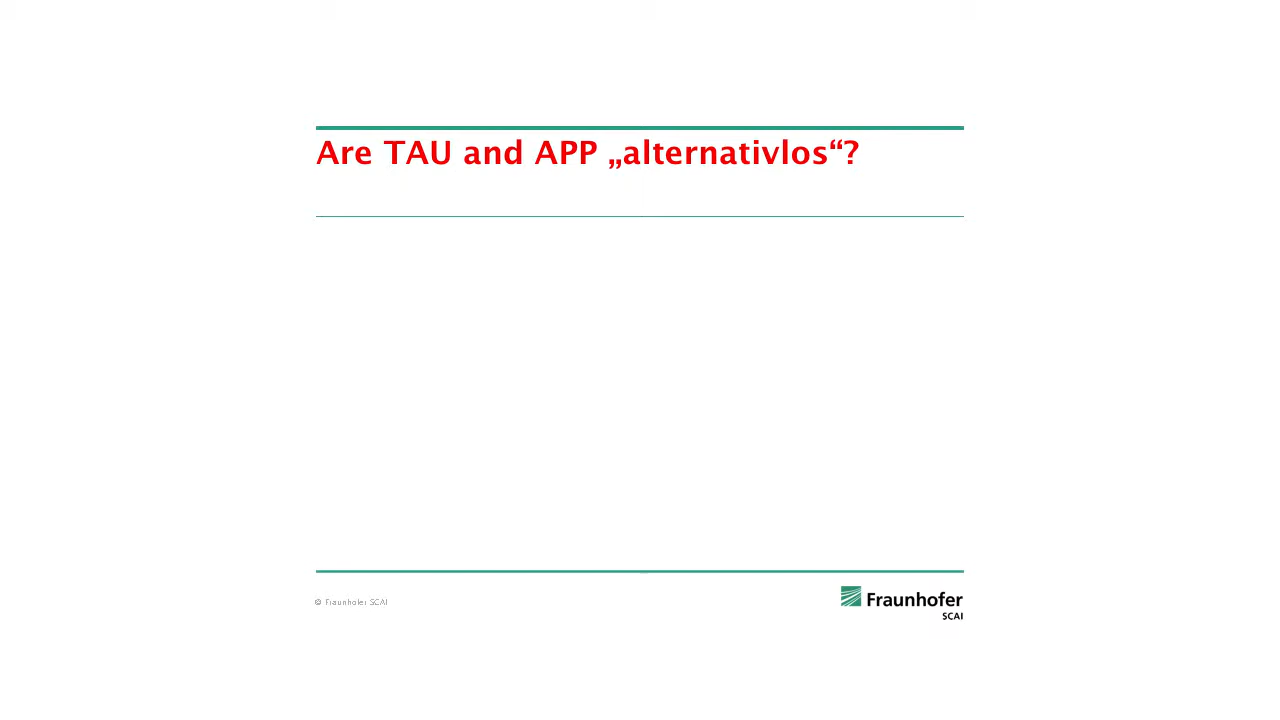 Are TAU and APP „alternativlos“?
© Fraunhofer SCAI
Fraunhofer
SCAI